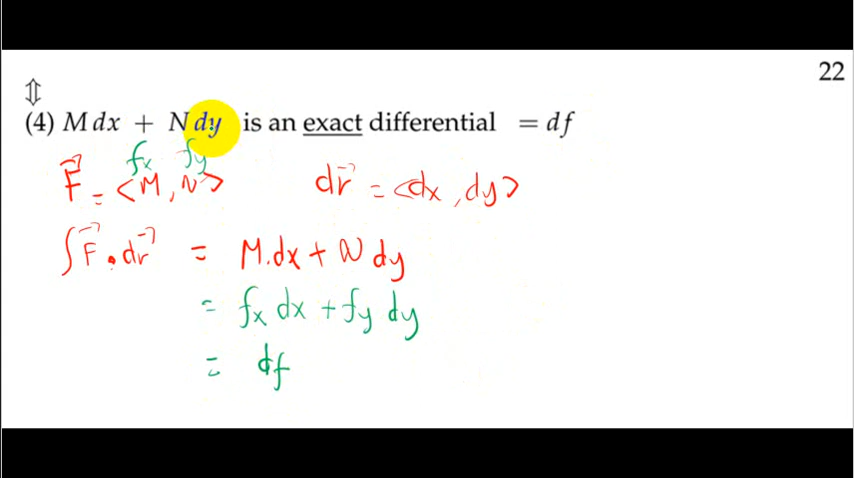 22
⇕
(4) M dx + N dy is an exact differential = df
fx fy
F⃗ = <M, N> dr⃗ = <dx, dy>
∫F⃗ • dr⃗ = M.dx + N dy
= fx dx + fy dy
= df